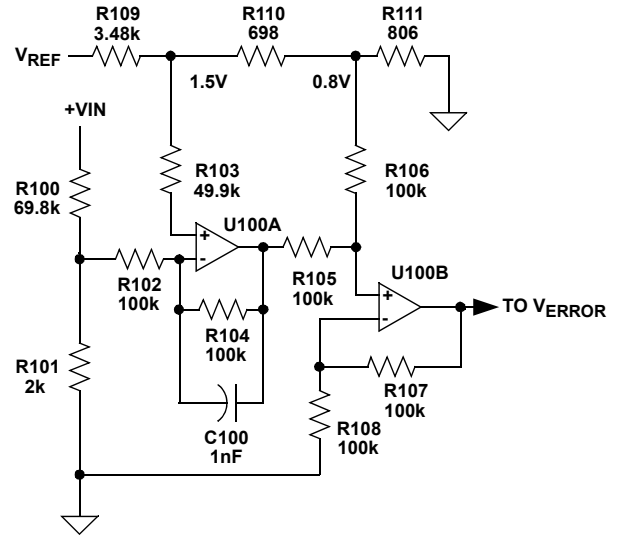 R109
3.48k
R110
698
R111
806
VREF
1.5V
0.8V
+VIN
R100
69.8k
R103
49.9k
R106
100k
U100A
+
-
R102
100k
R105
100k
U100B
+
-
TO VERROR
R104
100k
R101
2k
R107
100k
C100
1nF
R108
100k